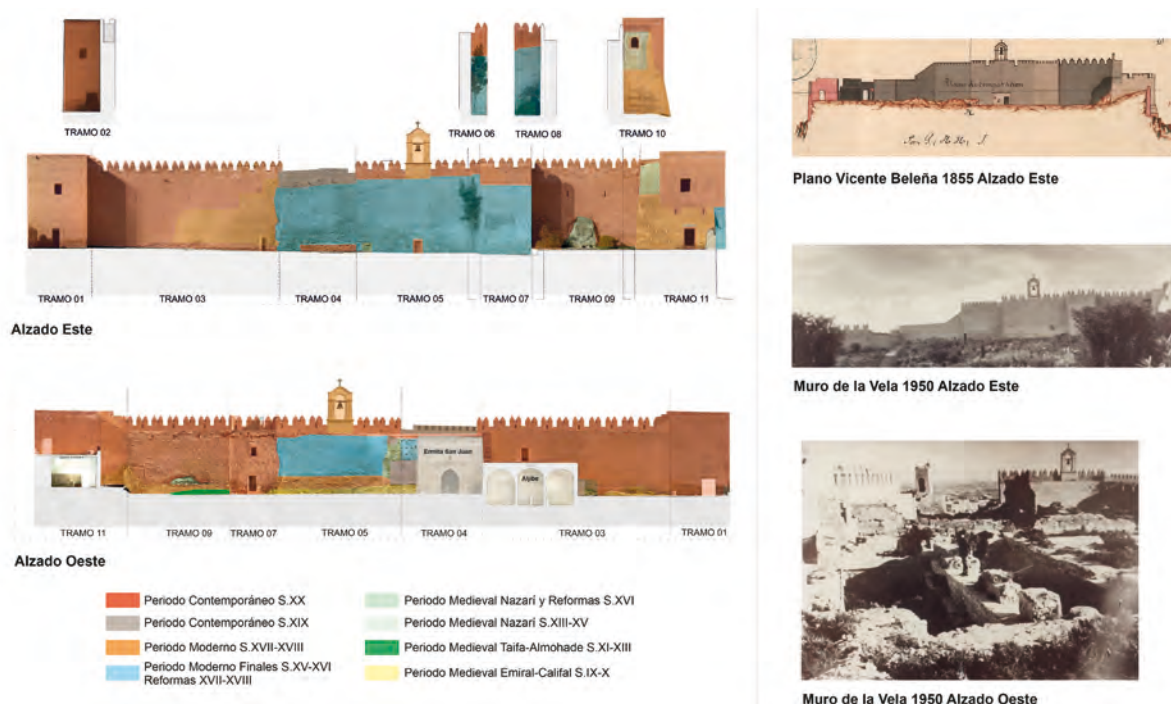 TRAMO 02
TRAMO 06
TRAMO 08
TRAMO 10
TRAMO 01
TRAMO 03
TRAMO 04
TRAMO 05
TRAMO 07
TRAMO 09
TRAMO 11
Alzado Este
Ermita San Juan
Aljibe
TRAMO 11
TRAMO 09
TRAMO 07
TRAMO 05
TRAMO 04
TRAMO 03
TRAMO 01
Alzado Oeste
Periodo Contemporáneo S.XX
Periodo Contemporáneo S.XIX
Periodo Moderno S.XVII-XVIII
Periodo Moderno Finales S.XV-XVI
Reformas XVII-XVIII
Periodo Medieval Nazarí y Reformas S.XVI
Periodo Medieval Nazarí S.XIII-XV
Periodo Medieval Taifa-Almohade S.XI-XIII
Periodo Medieval Emiral-Califal S.IX-X
Plano Vicente Beleña 1855 Alzado Este
Muro de la Vela 1950 Alzado Este
Muro de la Vela 1950 Alzado Oeste